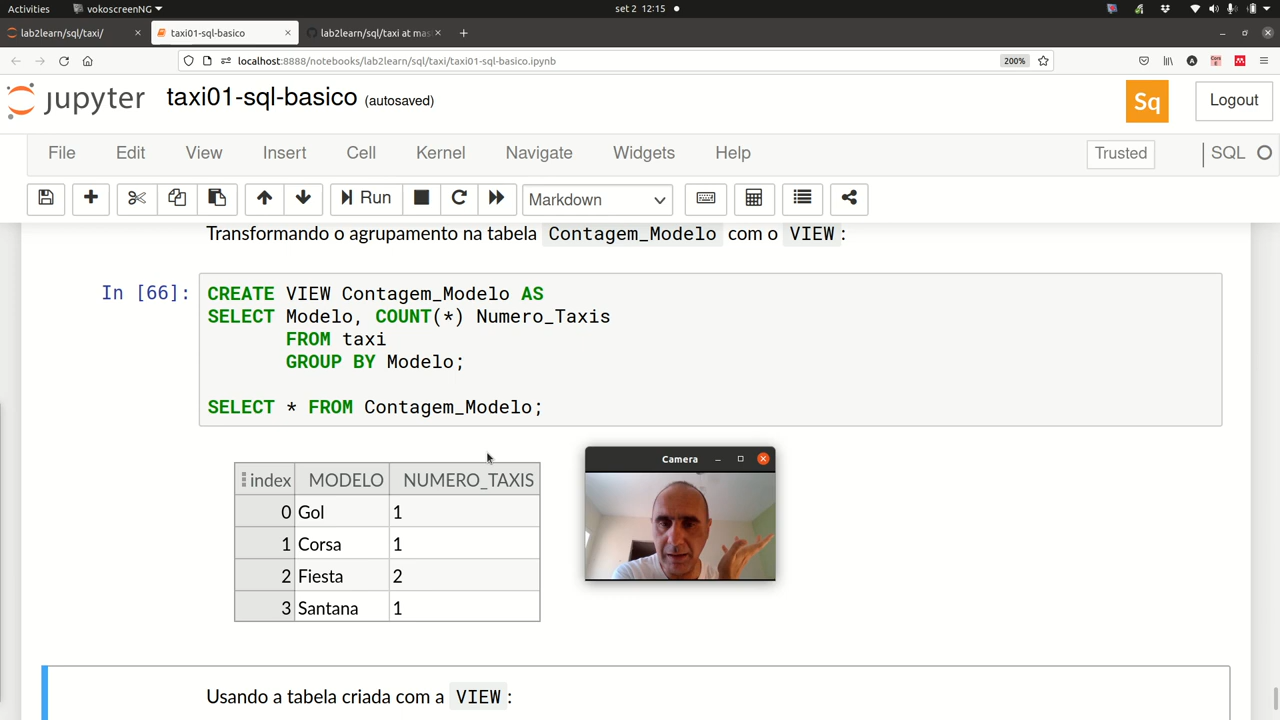 Activities vokoscreenNG set 2 12:15
lab2learn/sql/taxi/ taxi01-sql-basico lab2learn/sql/taxi at mas
localhost:8888/notebooks/lab2learn/sql/taxi/taxi01-sql-basico.ipynb 200%
jupyter taxi01-sql-basico (autosaved) Sq Logout
File Edit View Insert Cell Kernel Navigate Widgets Help Trusted SQL
Run Markdown
Transformando o agrupamento na tabela Contagem_Modelo com o VIEW:
In [66]: CREATE VIEW Contagem_Modelo AS
SELECT Modelo, COUNT(*) Numero_Taxis
FROM taxi
GROUP BY Modelo;
SELECT * FROM Contagem_Modelo;
Camera
index MODELO NUMERO_TAXIS
0 Gol 1
1 Corsa 1
2 Fiesta 2
3 Santana 1
Usando a tabela criada com a VIEW: